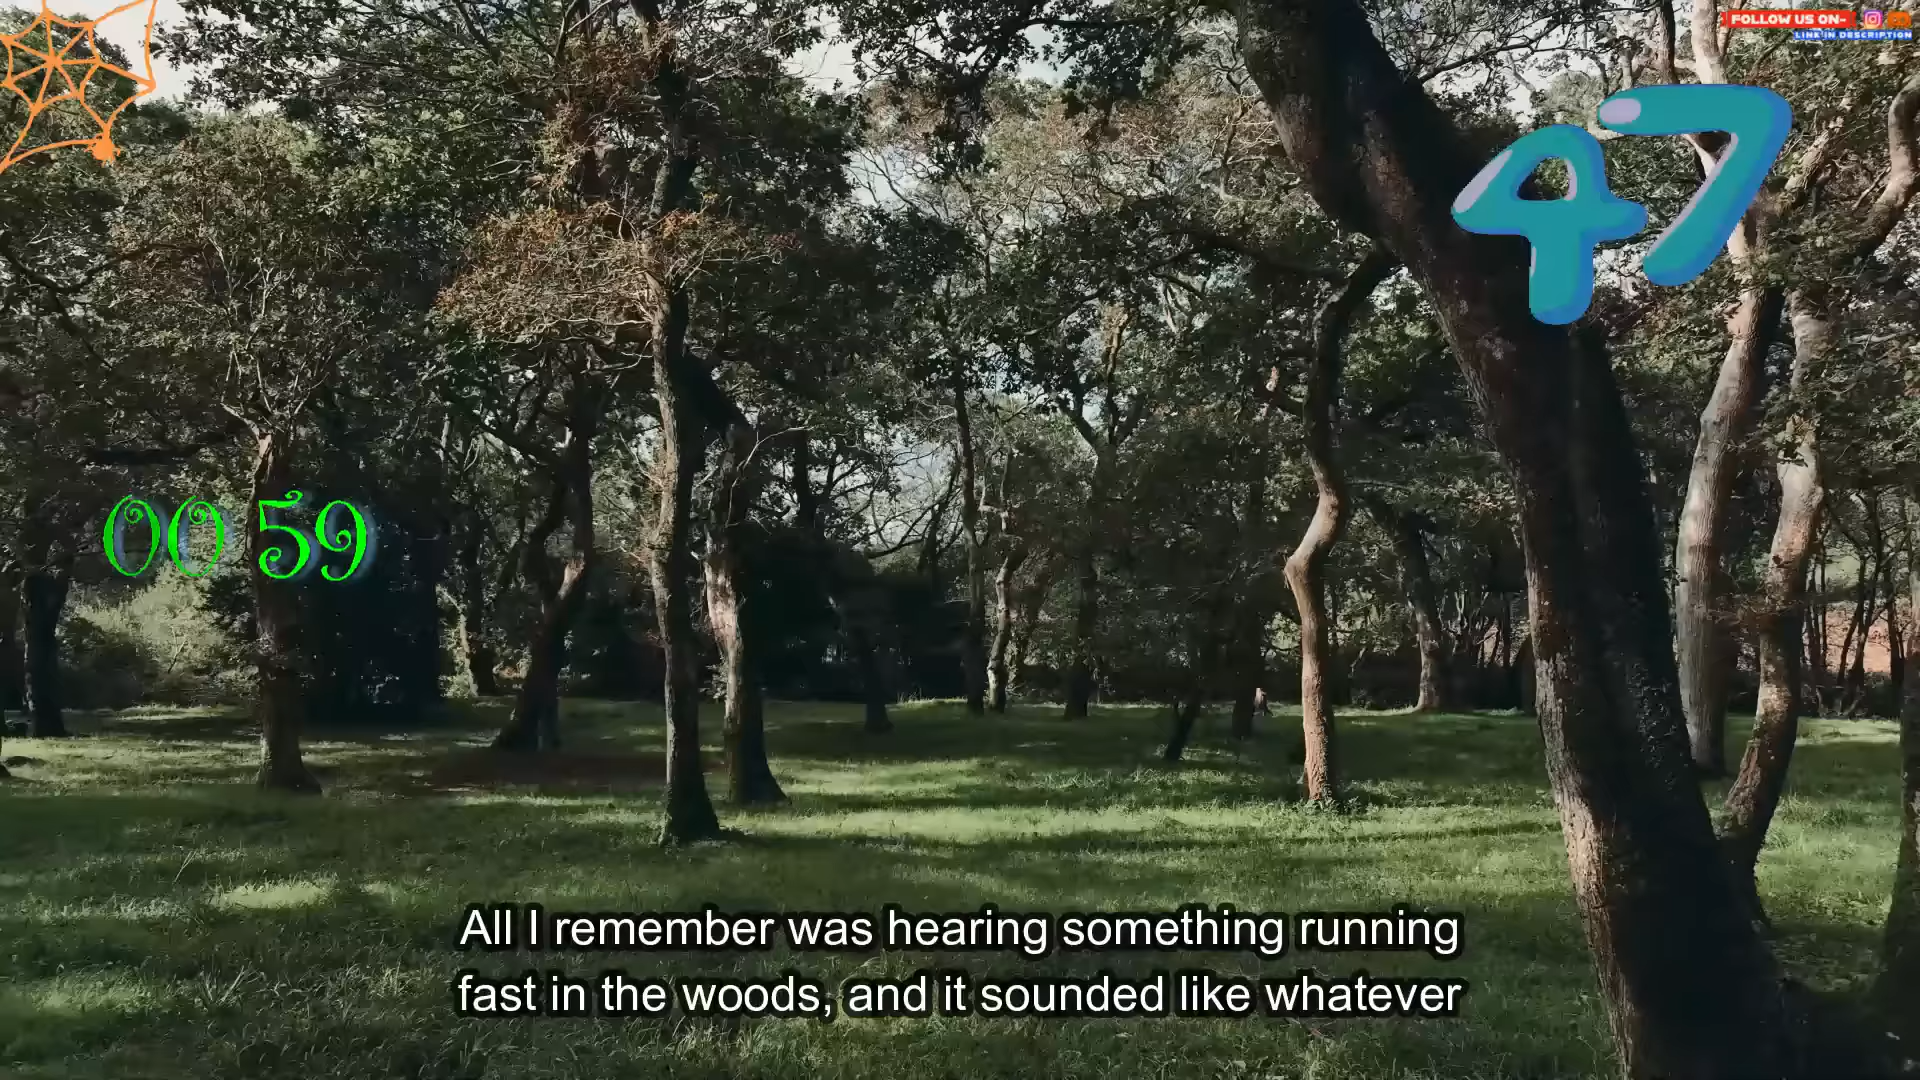 FOLLOW US ON-
LINK IN DESCRIPTION
47
00 59
All I remember was hearing something running
fast in the woods, and it sounded like whatever